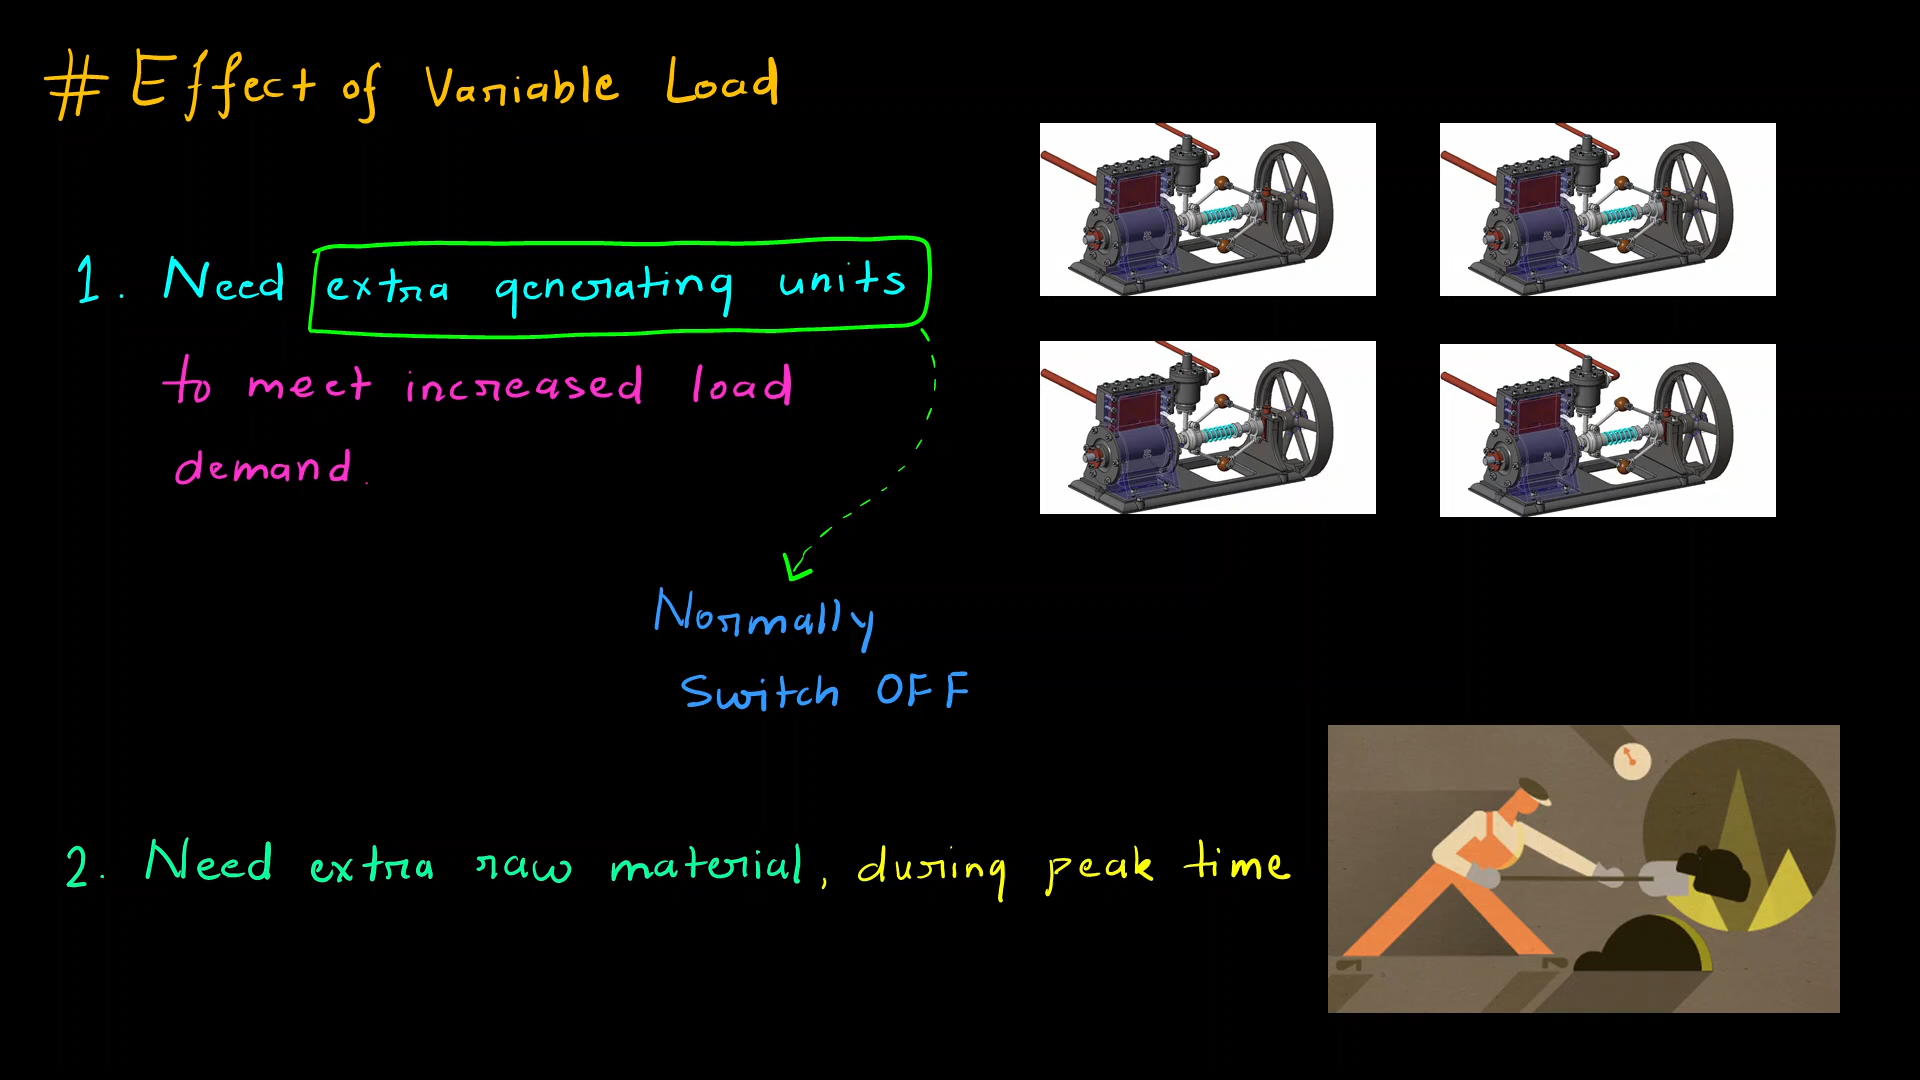 # Effect of Variable Load
1. Need extra generating units
to meet increased load
demand.
Normally
Switch OFF
2. Need extra raw material, during peak time